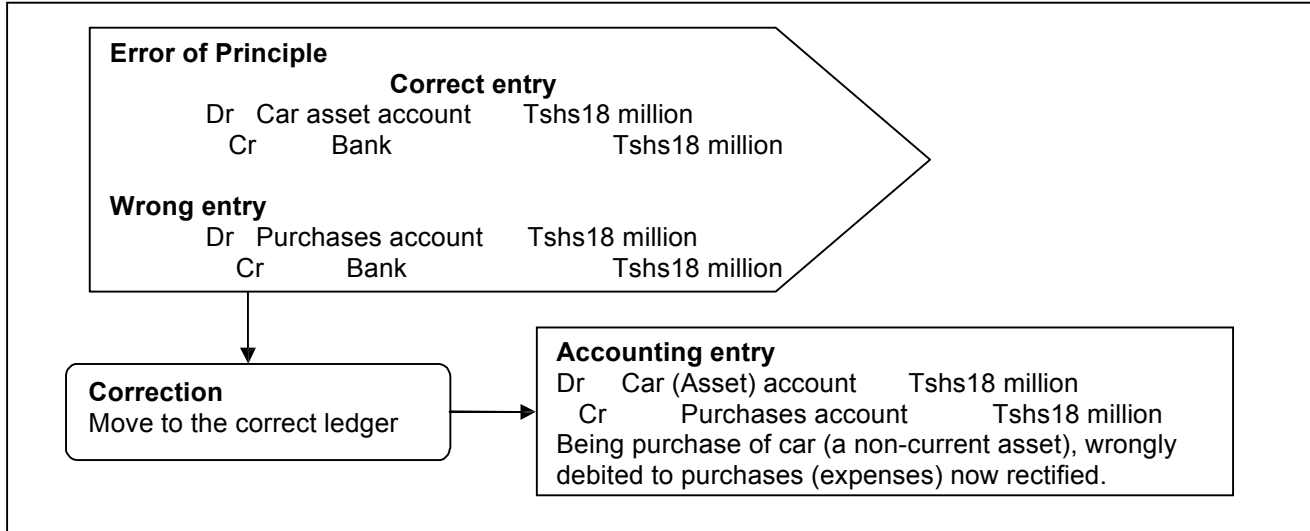 Error of Principle
Correct entry
Dr Car asset account Tshs18 million
Cr Bank Tshs18 million
Wrong entry
Dr Purchases account Tshs18 million
Cr Bank Tshs18 million
Correction
Move to the correct ledger
Accounting entry
Dr Car (Asset) account Tshs18 million
Cr Purchases account Tshs18 million
Being purchase of car (a non-current asset), wrongly
debited to purchases (expenses) now rectified.